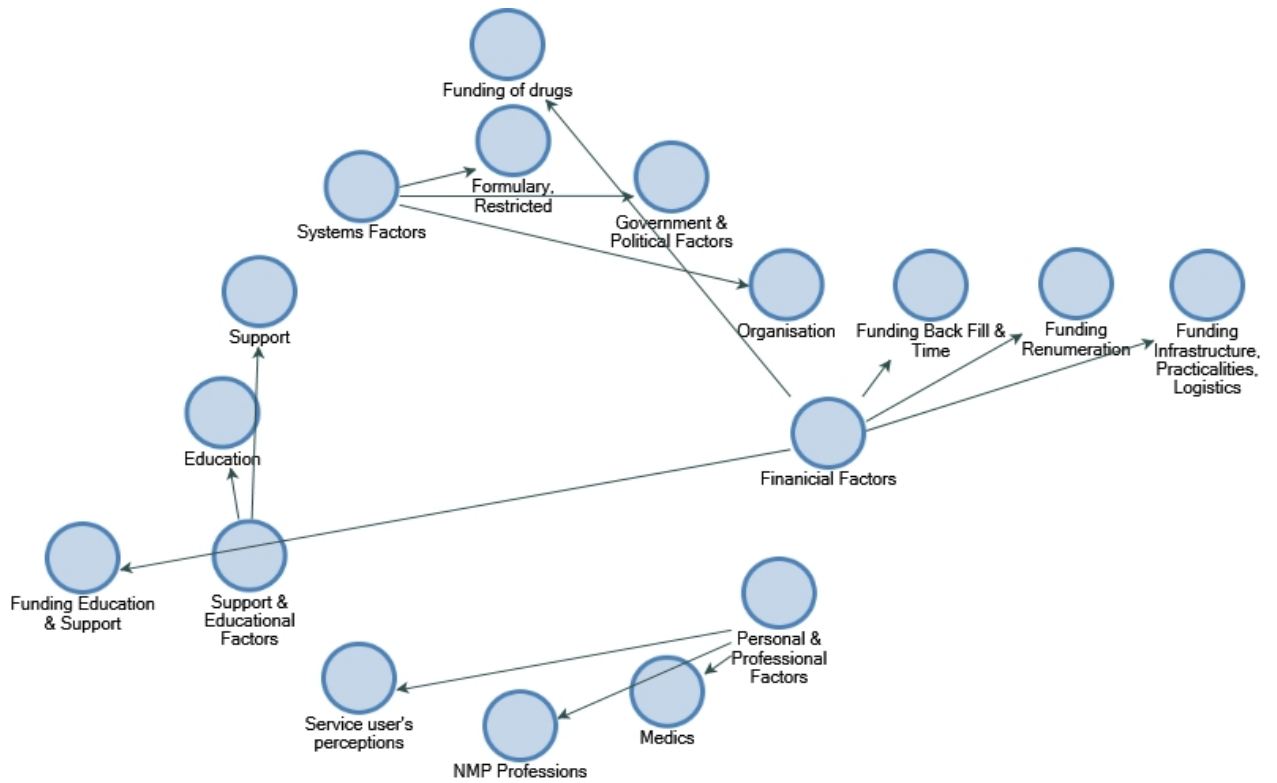 Funding of drugs
Formulary,
Restricted
Systems Factors
Government &
Political Factors
Support
Organisation
Funding Back Fill &
Time
Funding
Renumeration
Funding
Infrastructure,
Practicalities,
Logistics
Education
Finanicial Factors
Funding Education
& Support
Support &
Educational
Factors
Personal &
Professional
Factors
Service user's
perceptions
Medics
NMP Professions